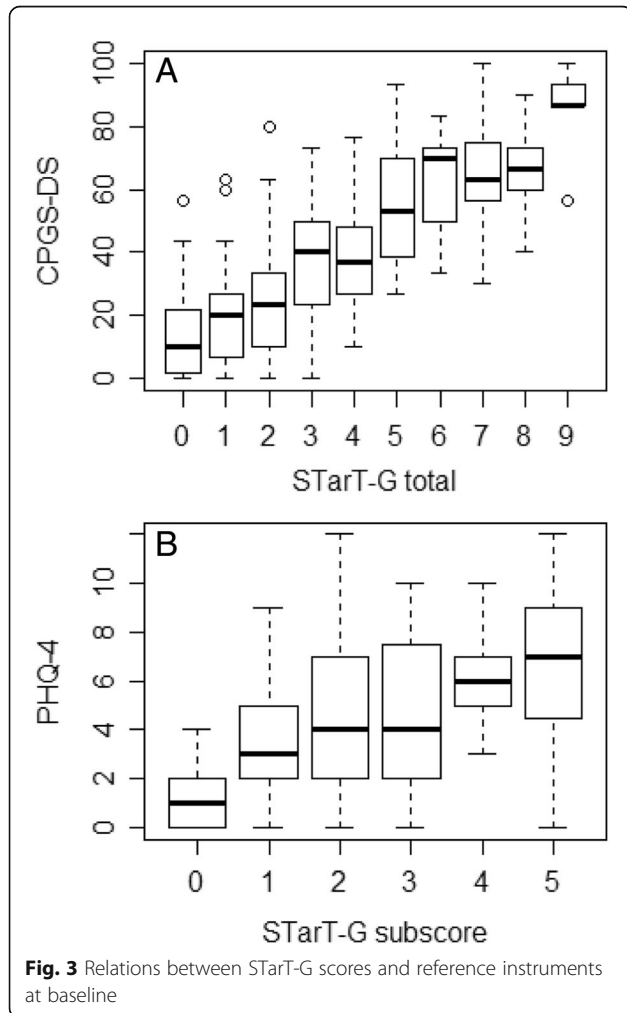 A
CPGS-DS
100
80
60
40
20
0
0 1 2 3 4 5 6 7 8 9
STarT-G total
B
PHQ-4
10
8
6
4
2
0
0 1 2 3 4 5
STarT-G subscore
Fig. 3 Relations between STarT-G scores and reference instruments
at baseline